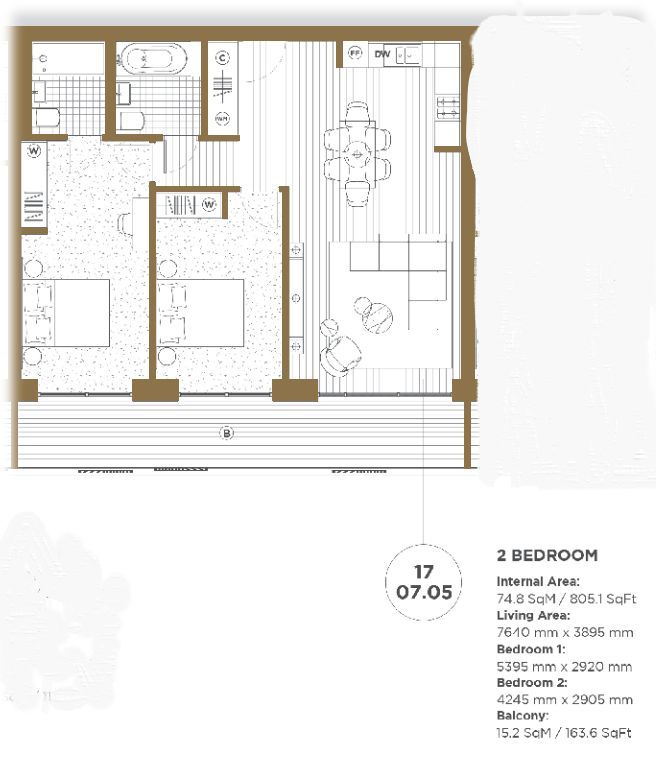 C
FF
DW
WM
W
W
B
17
07.05
2 BEDROOM
Internal Area:
74.8 SqM / 805.1 SqFt
Living Area:
7640 mm x 3895 mm
Bedroom 1:
5395 mm x 2920 mm
Bedroom 2:
4245 mm x 2905 mm
Balcony:
15.2 SqM / 163.6 SqFt